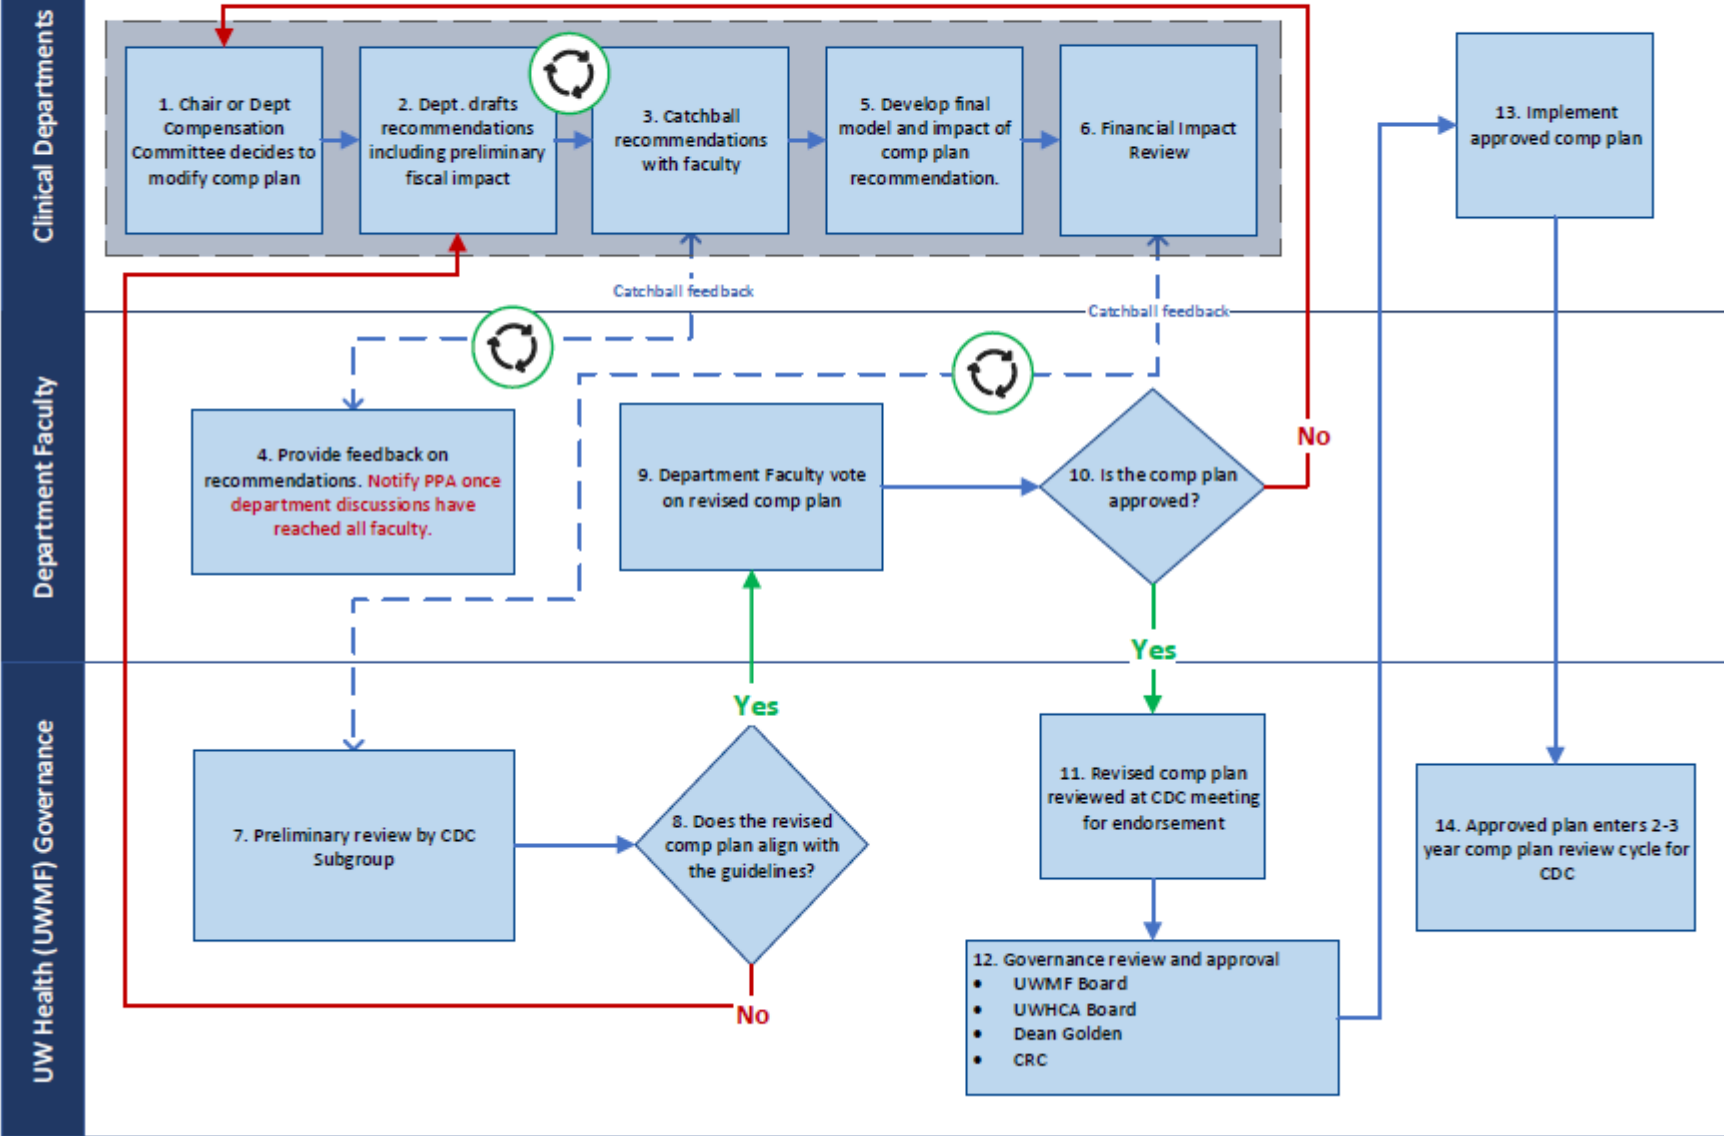 Clinical Departments
1. Chair or Dept
Compensation
Committee decides to
modify comp plan
2. Dept. drafts
recommendations
including preliminary
fiscal impact
3. Catchball
recommendations
with faculty
5. Develop final
model and impact of
comp plan
recommendation.
6. Financial Impact
Review
13. Implement
approved comp plan
Catchball feedback
Catchball feedback
Department Faculty
4. Provide feedback on
recommendations. Notify PPA once
department discussions have
reached all faculty.
9. Department Faculty vote
on revised comp plan
10. Is the comp plan
approved?
No
Yes
UW Health (UWMF) Governance
Yes
7. Preliminary review by CDC
Subgroup
8. Does the revised
comp plan align with
the guidelines?
No
11. Revised comp plan
reviewed at CDC meeting
for endorsement
12. Governance review and approval
• UWMF Board
• UWHCA Board
• Dean Golden
• CRC
14. Approved plan enters 2-3
year comp plan review cycle for
CDC